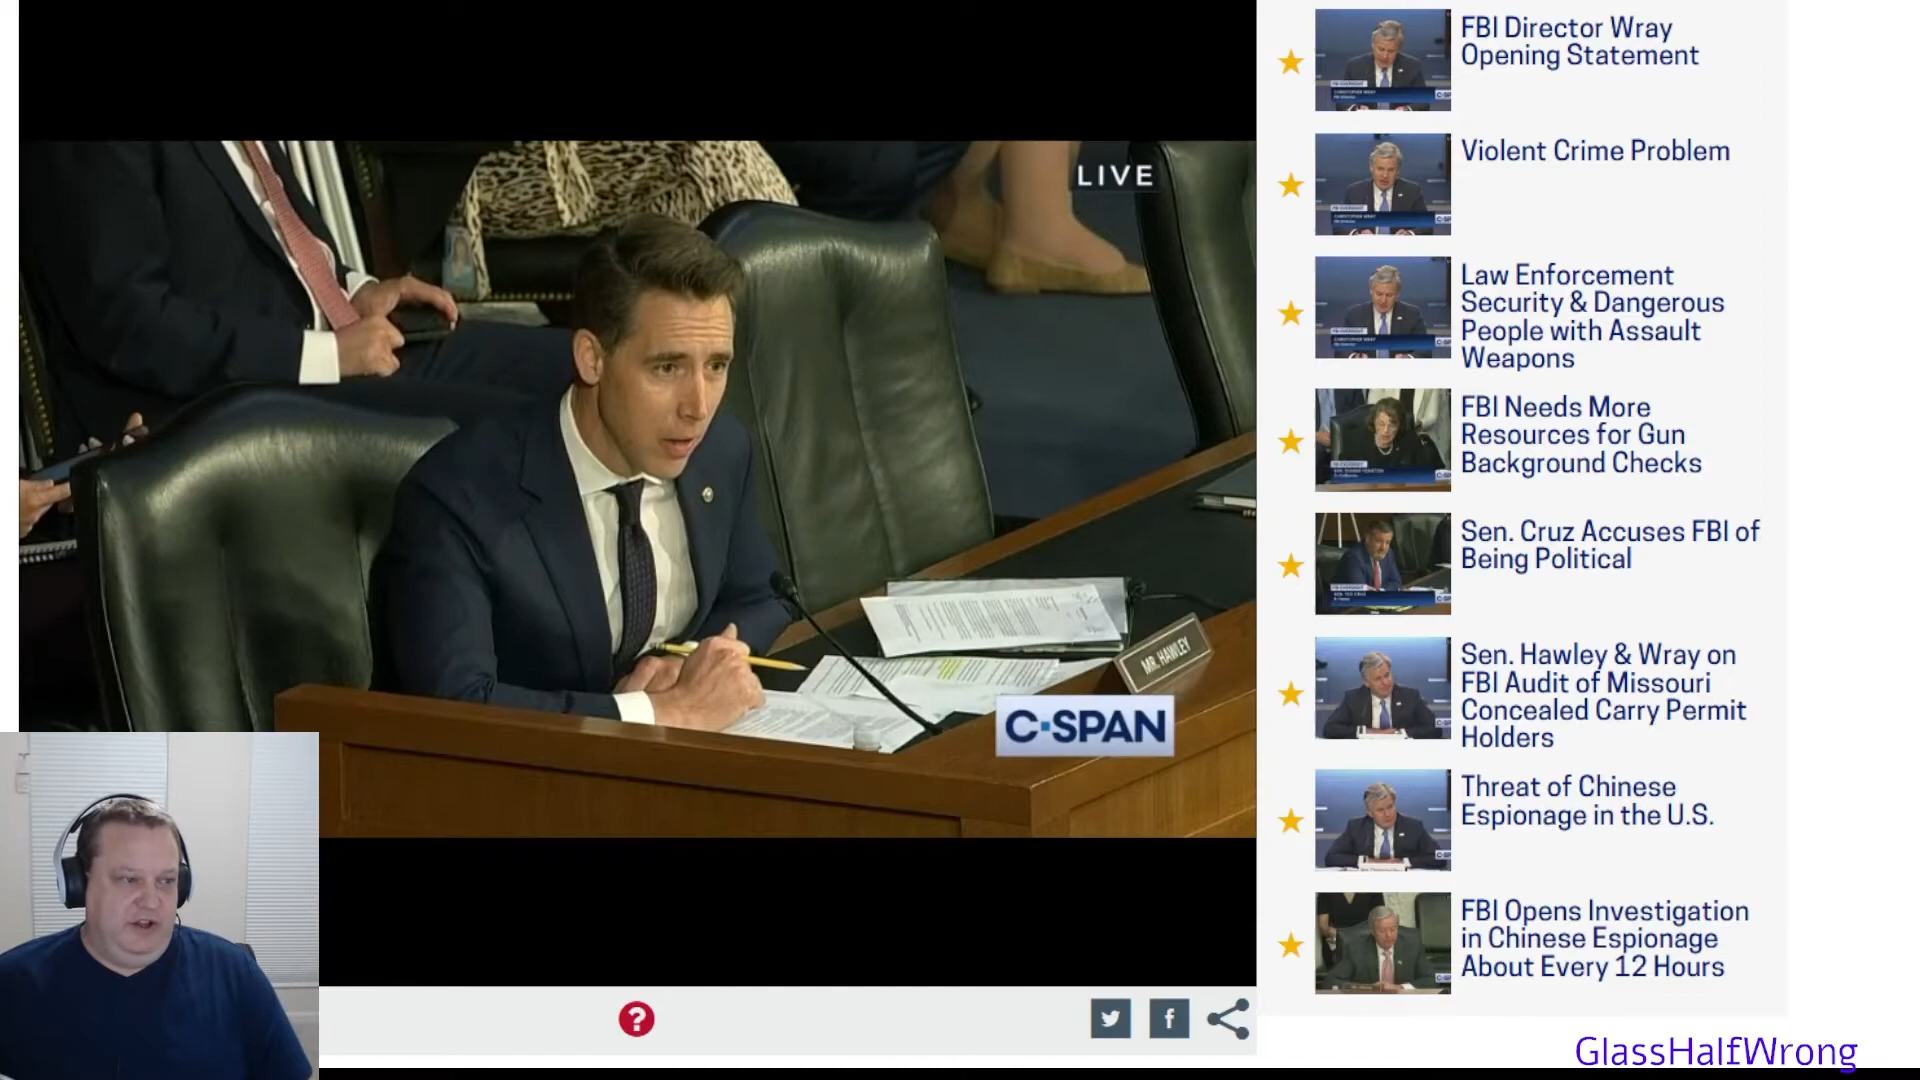 LIVE
MR. HAWLEY
C-SPAN
FBI Director Wray
Opening Statement
Violent Crime Problem
Law Enforcement
Security & Dangerous
People with Assault
Weapons
FBI Needs More
Resources for Gun
Background Checks
Sen. Cruz Accuses FBI of
Being Political
Sen. Hawley & Wray on
FBI Audit of Missouri
Concealed Carry Permit
Holders
Threat of Chinese
Espionage in the U.S.
FBI Opens Investigation
in Chinese Espionage
About Every 12 Hours
?
GlassHalfWrong